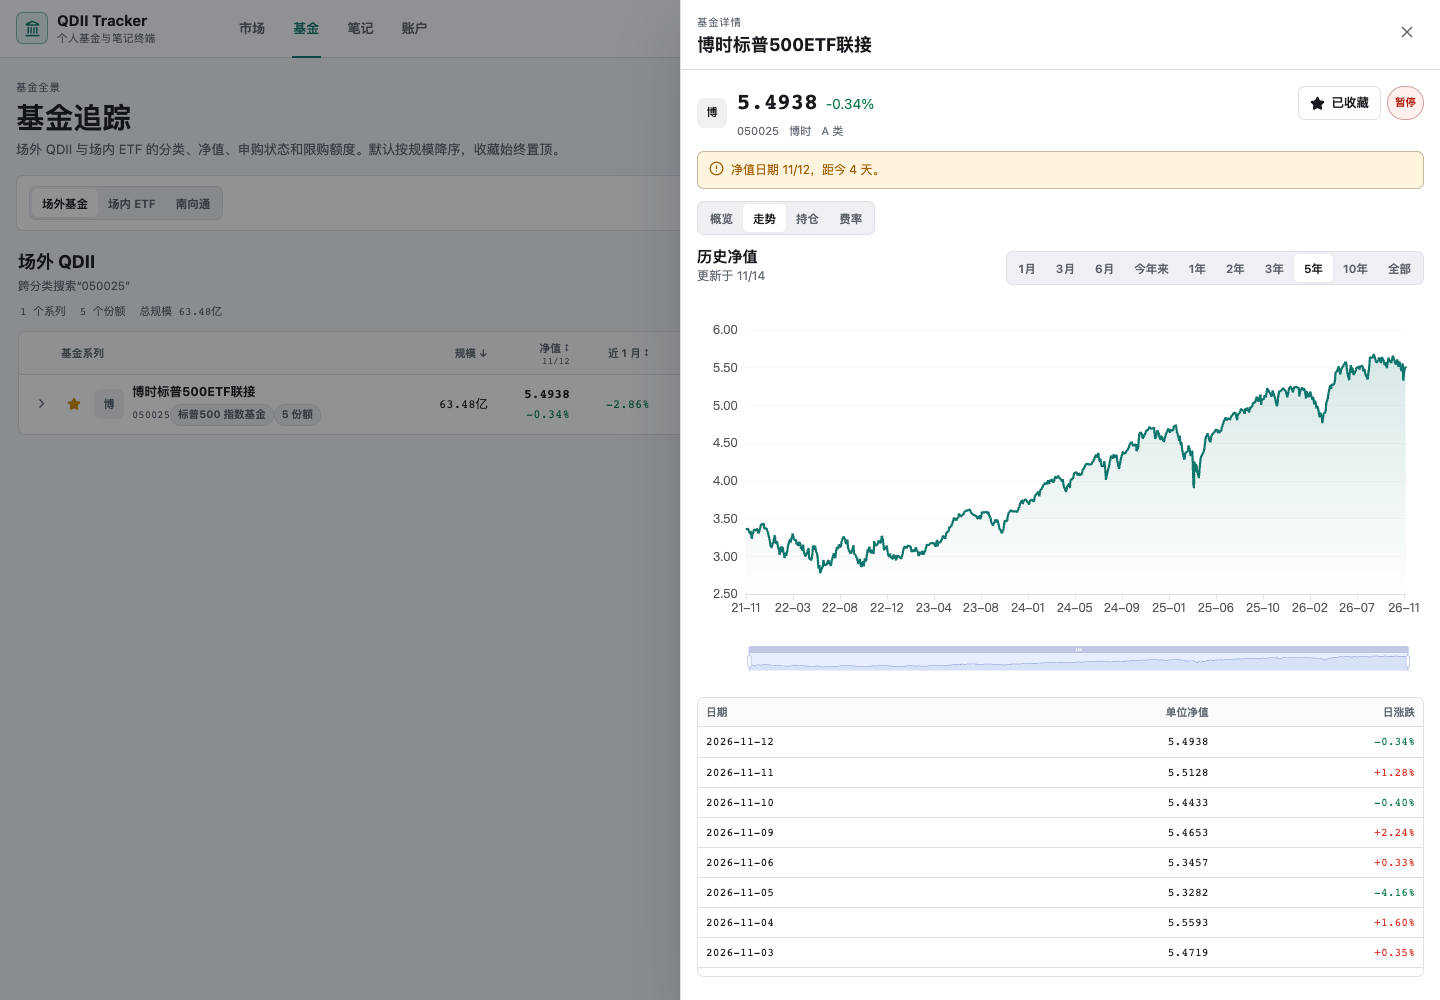 QDII Tracker
个人基金与笔记终端
市场 基金 笔记 账户
基金全景
基金追踪
场外 QDII 与场内 ETF 的分类、净值、申购状态和限购额度。默认按规模降序，收藏始终置顶。
场外基金 场内 ETF 南向通
场外 QDII
跨分类搜索“050025”
1 个系列 5 个份额 总规模 63.48亿
基金系列 规模 ↓ 净值 ↕ 近 1 月 ↕
11/12
博 博时标普500ETF联接 63.48亿 5.4938 -2.86%
050025 标普500 指数基金 5 份额 -0.34%
基金详情
博时标普500ETF联接
博 5.4938 -0.34%
050025 博时 A 类
已收藏 暂停
净值日期 11/12，距今 4 天。
概览 走势 持仓 费率
历史净值
更新于 11/14
1月 3月 6月 今年来 1年 2年 3年 5年 10年 全部
6.00
5.50
5.00
4.50
4.00
3.50
3.00
2.50
21-11 22-03 22-08 22-12 23-04 23-08 24-01 24-05 24-09 25-01 25-06 25-10 26-02 26-07 26-11
日期 单位净值 日涨跌
2026-11-12 5.4938 -0.34%
2026-11-11 5.5128 +1.28%
2026-11-10 5.4433 -0.40%
2026-11-09 5.4653 +2.24%
2026-11-06 5.3457 +0.33%
2026-11-05 5.3282 -4.16%
2026-11-04 5.5593 +1.60%
2026-11-03 5.4719 +0.35%